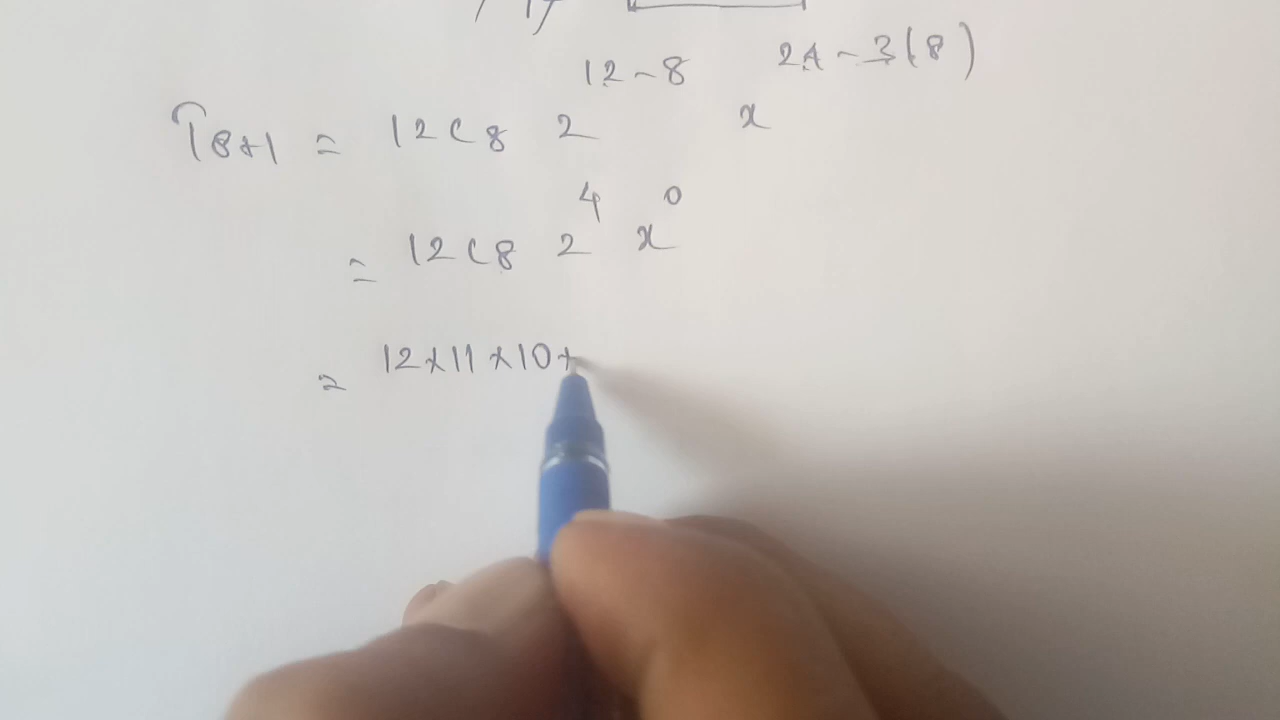 T8+1 = 12C8 2^12-8 x^24-3(8)
= 12C8 2^4 x^0
= 12×11×10×